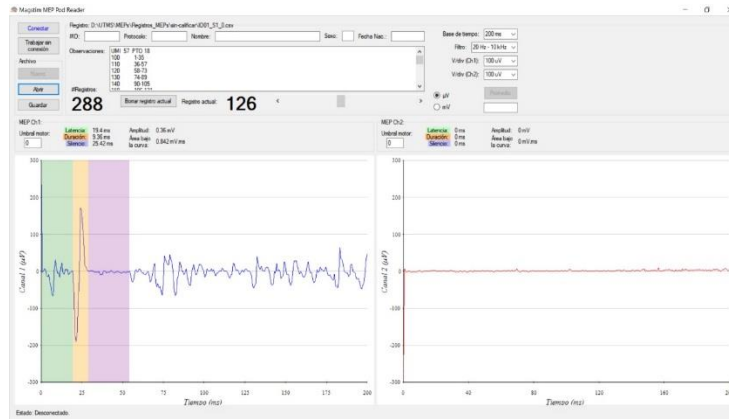 Magstim MEP Pod Reader
Conectar
Trabajar sin conexión
Archivo
Abrir
Guardar
Registro: D:\UTMS\MEPs\Registros_MEPs\sin-calificar\IO01_S1_0.csv
IRD: Protocolo: Nombre: Sexo: Fecha Nac.:
Observaciones: UMI 57 PTO 18
100 1-35
110 36-57
120 58-73
130 74-89
140 90-105
#Registros:
288
Borrar registro actual
Registro actual: 126
Base de tiempo: 200 ms
Filtro: 20 Hz - 10 kHz
V/div (Ch1): 100 uV
V/div (Ch2): 100 uV
µV
mV
Promedio
MEP Ch1:
Umbral motor: 0
Latencia: 19.4 ms
Duración: 9.36 ms
Silencio: 25.42 ms
Amplitud: 0.36 mV
Área bajo la curva: 0.842 mV.ms
MEP Ch2:
Umbral motor: 0
Latencia: 0 ms
Duración: 0 ms
Silencio: 0 ms
Amplitud: 0 mV
Área bajo la curva: 0 mV.ms
Canal 1 (µV)
300
200
100
0
-100
-200
-300
0 25 50 75 100 125 150 175 200
Tiempo (ms)
Canal 2 (µV)
300
200
100
0
-100
-200
-300
0 40 80 120 160 200
Tiempo (ms)
Estado: Desconectado.